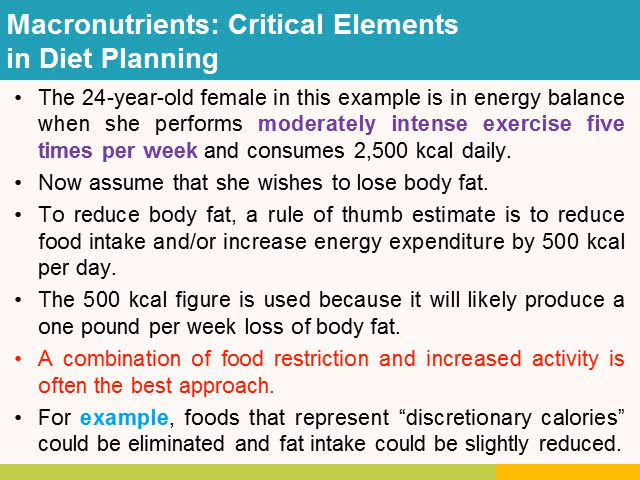 Macronutrients: Critical Elements
in Diet Planning
• The 24-year-old female in this example is in energy balance
when she performs moderately intense exercise five
times per week and consumes 2,500 kcal daily.
• Now assume that she wishes to lose body fat.
• To reduce body fat, a rule of thumb estimate is to reduce
food intake and/or increase energy expenditure by 500 kcal
per day.
• The 500 kcal figure is used because it will likely produce a
one pound per week loss of body fat.
• A combination of food restriction and increased activity is
often the best approach.
• For example, foods that represent “discretionary calories”
could be eliminated and fat intake could be slightly reduced.